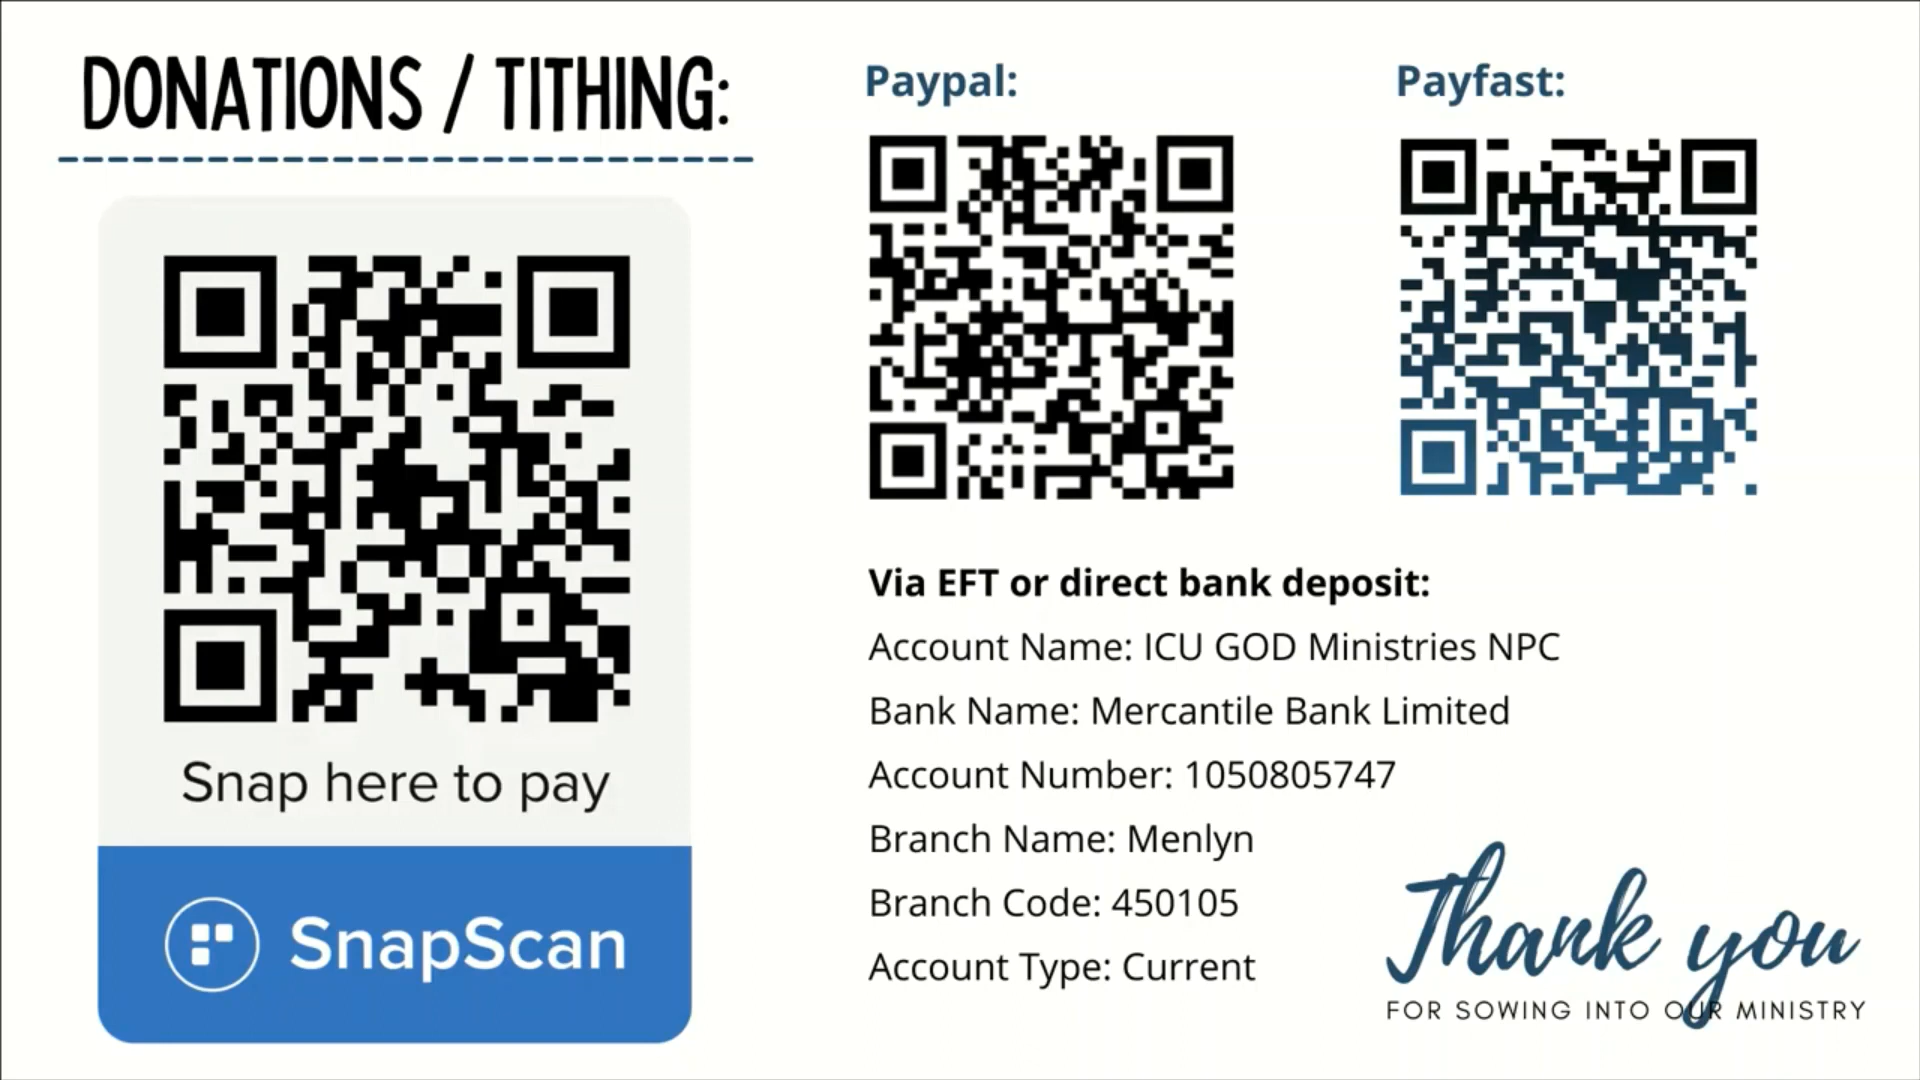 DONATIONS / TITHING:
Snap here to pay
SnapScan
Paypal:
Payfast:
Via EFT or direct bank deposit:
Account Name: ICU GOD Ministries NPC
Bank Name: Mercantile Bank Limited
Account Number: 1050805747
Branch Name: Menlyn
Branch Code: 450105
Account Type: Current
Thank you
FOR SOWING INTO OUR MINISTRY